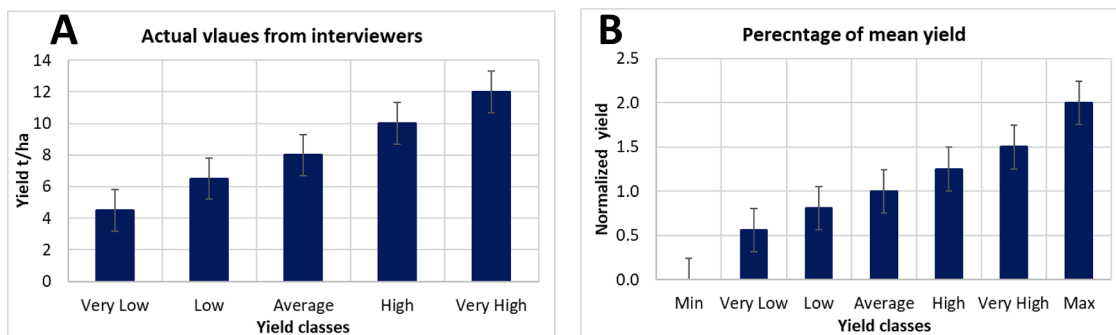 A
Actual vlaues from interviewers
14
12
10
8
6
4
2
0
Yield t/ha
Very Low Low Average High Very High
Yield classes
B
Perecntage of mean yield
2.5
2.0
1.5
1.0
0.5
0.0
Normalized yield
Min Very Low Low Average High Very High Max
Yield classes